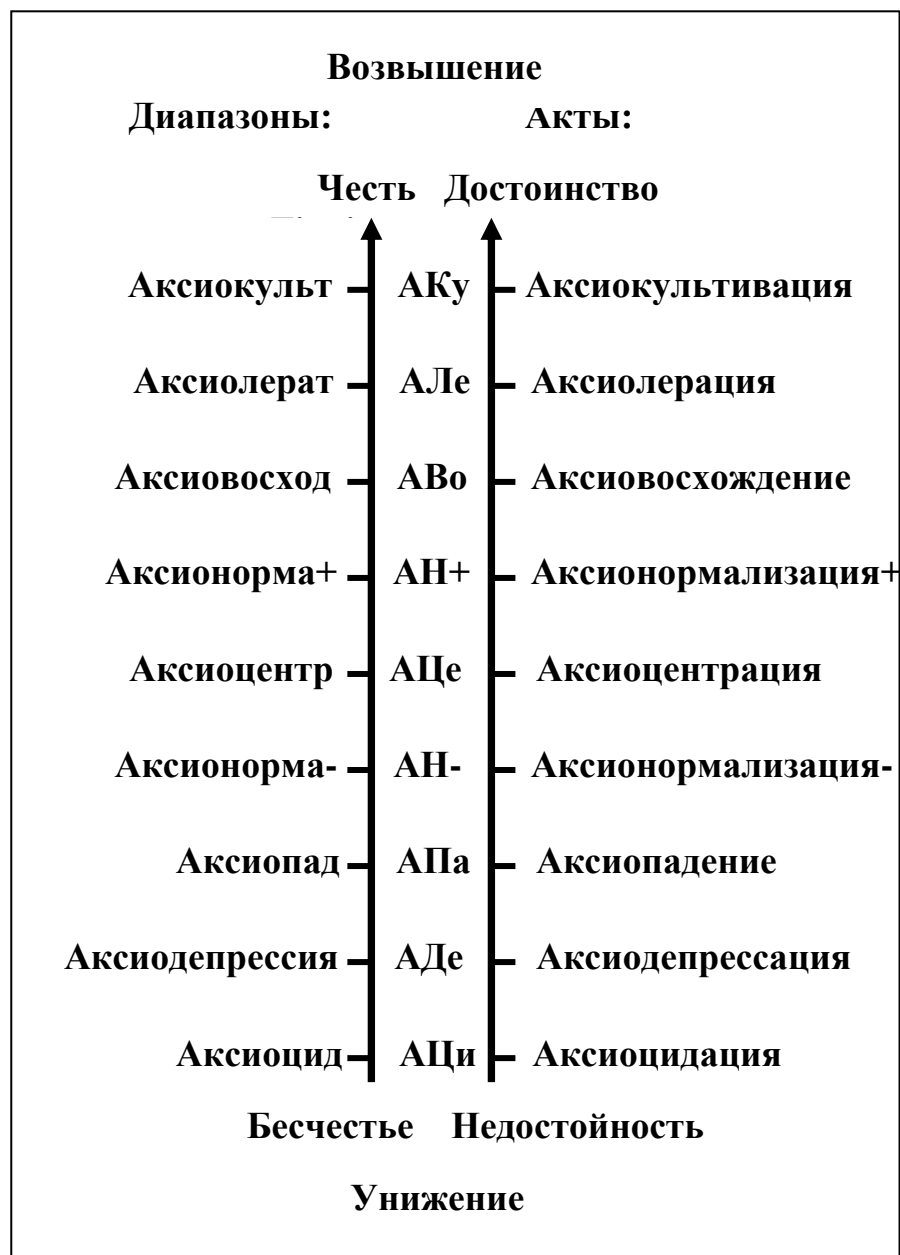 Возвышение
Диапазоны: Акты:
Честь Достоинство
Аксиокульт АКу Аксиокультивация
Аксиолерат АЛе Аксиолерация
Аксиовосход АВо Аксиовосхождение
Аксионорма+ АН+ Аксионормализация+
Аксиоцентр АЦе Аксиоцентрация
Аксионорма- АН- Аксионормализация-
Аксиопад АПа Аксиопадение
Аксиодепрессия АДе Аксиодепрессация
Аксиоцид АЦи Аксиоцидация
Бесчестье Недостойность
Унижение